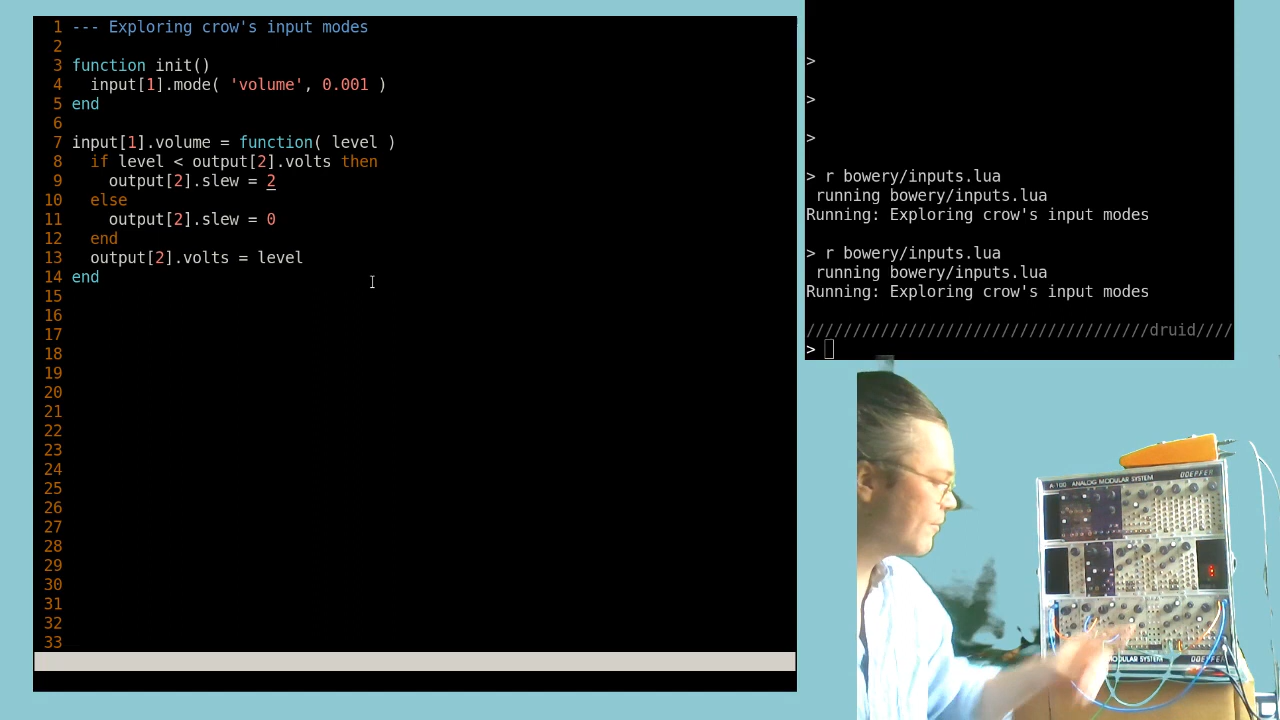 1 --- Exploring crow's input modes
2
3 function init()
4   input[1].mode( 'volume', 0.001 )
5 end
6
7 input[1].volume = function( level )
8   if level < output[2].volts then
9     output[2].slew = 2
10   else
11     output[2].slew = 0
12   end
13   output[2].volts = level
14 end
15
16
17
18
19
20
21
22
23
24
25
26
27
28
29
30
31
32
33
>
>
>
> r bowery/inputs.lua
 running bowery/inputs.lua
Running: Exploring crow's input modes
> r bowery/inputs.lua
 running bowery/inputs.lua
Running: Exploring crow's input modes
/////////////////////////////////////druid////
>
A-100 ANALOG MODULAR SYSTEM DOEPFER
MODULAR SYSTEM DOEPFER